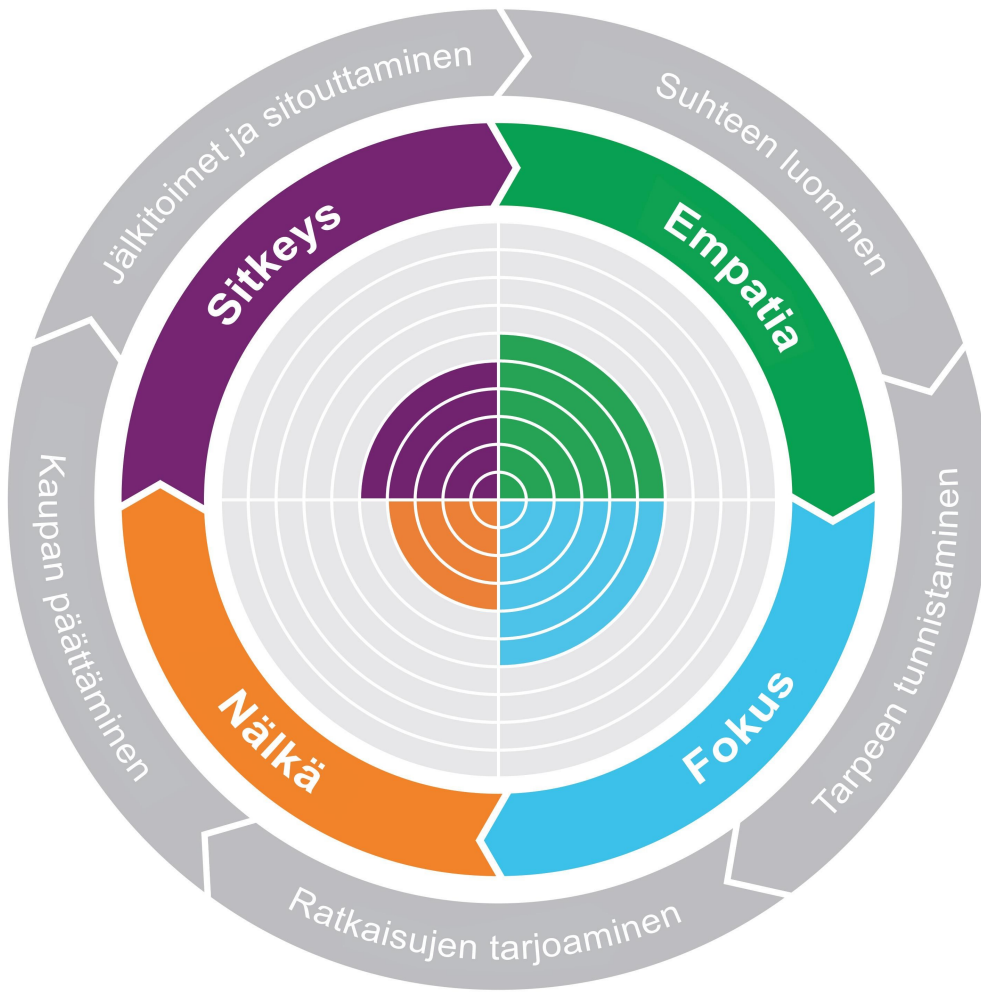 Suhteen luominen
Tarpeen tunnistaminen
Ratkaisujen tarjoaminen
Kaupan päättäminen
Jälkitoimet ja sitouttaminen
Empatia
Fokus
Nälkä
Sitkeys